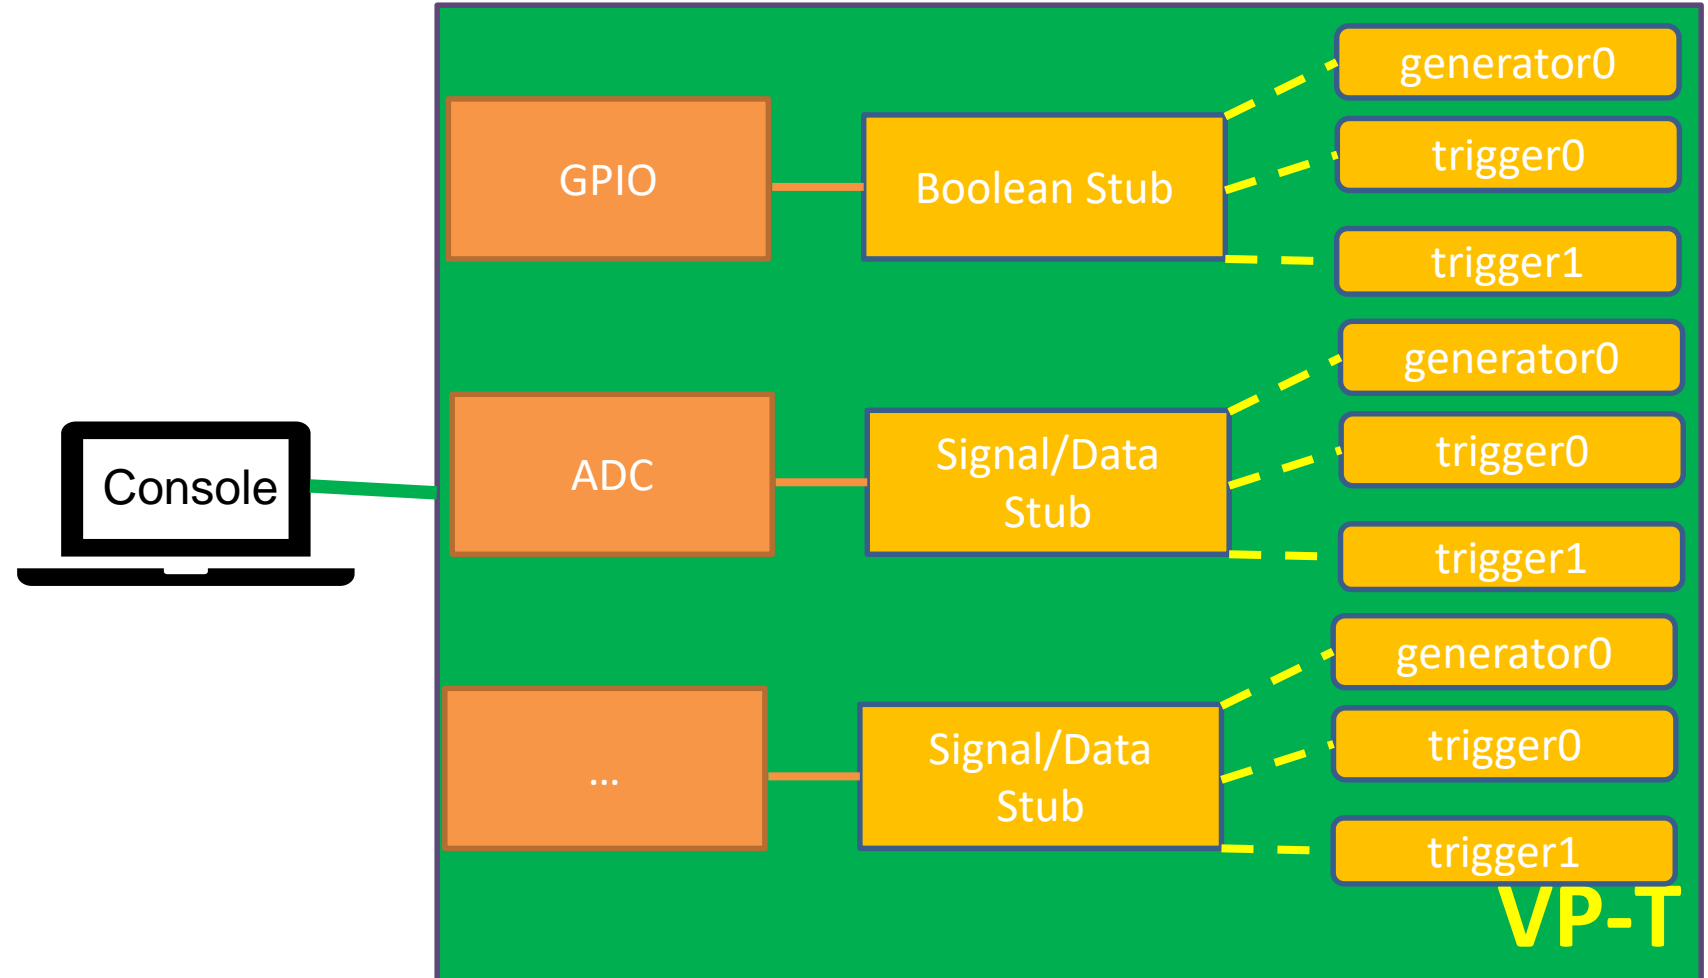 generator0
trigger0
GPIO
Boolean Stub
trigger1
generator0
trigger0
Console
ADC
Signal/Data
Stub
trigger1
generator0
trigger0
...
Signal/Data
Stub
trigger1
VP-T